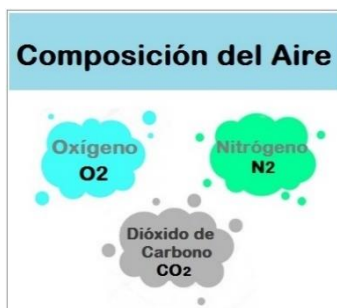 Composición del Aire
Oxígeno
O2
Nitrógeno
N2
Dióxido de
Carbono
CO2